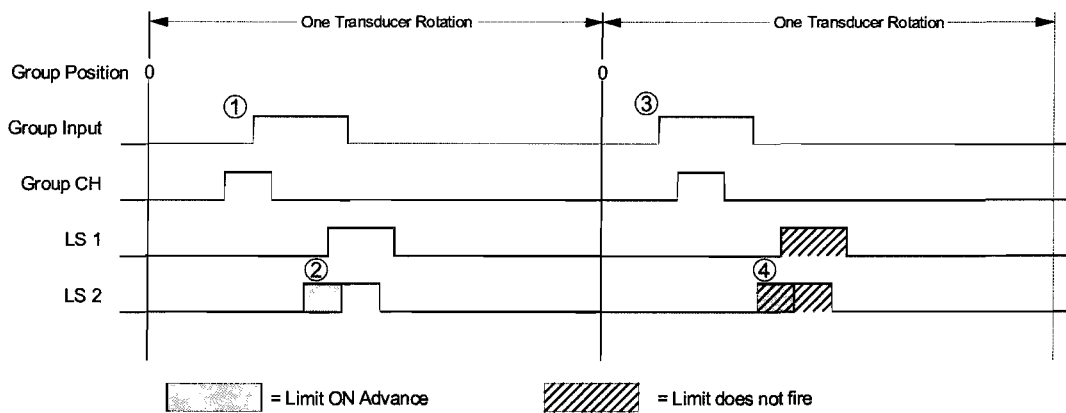 One Transducer Rotation One Transducer Rotation
Group Position 0 0
1 3
Group Input
Group CH
LS 1
2 4
LS 2
= Limit ON Advance = Limit does not fire